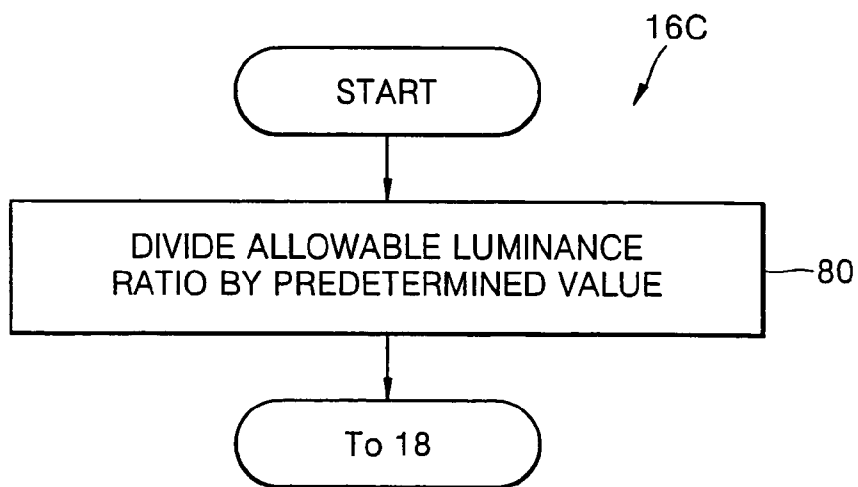 16C
START
DIVIDE ALLOWABLE LUMINANCE
RATIO BY PREDETERMINED VALUE
80
To 18